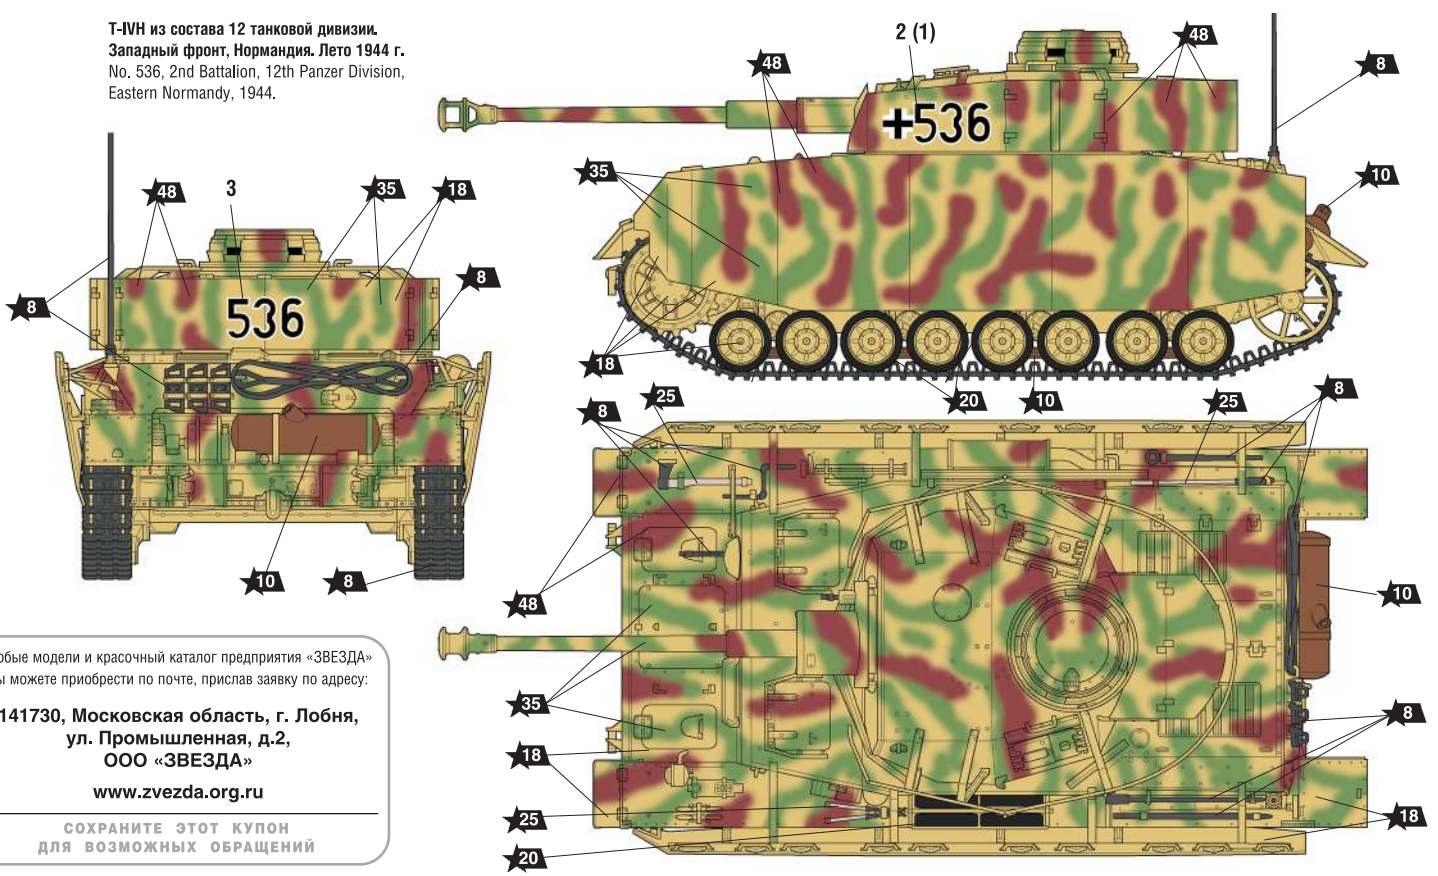 Т-IVH из состава 12 танковой дивизии.
Западный фронт, Нормандия. Лето 1944 г.
No. 536, 2nd Battalion, 12th Panzer Division,
Eastern Normandy, 1944.
2 (1)
48
48
8
+536
35
10
18
20
10
48
3
35
18
8
8
536
10
8
25
8
25
8
48
10
35
8
18
25
18
20
модели и красочный каталог предприятия «ЗВЕЗДА»
можете приобрести по почте, прислав заявку по адресу:
141730, Московская область, г. Лобня,
ул. Промышленная, д.2,
ООО «ЗВЕЗДА»
www.zvezda.org.ru
СОХРАНИТЕ ЭТОТ КУПОН
ДЛЯ ВОЗМОЖНЫХ ОБРАЩЕНИЙ